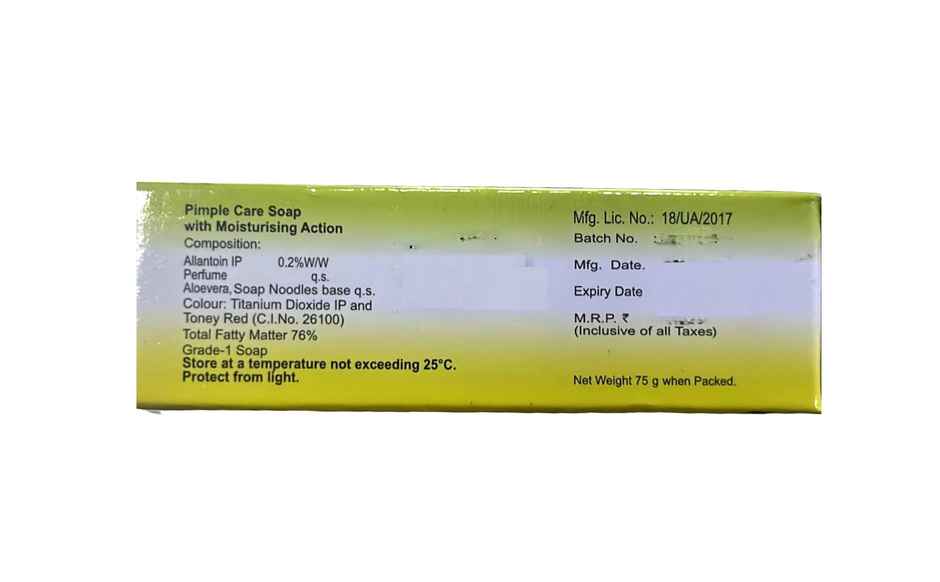 Pimple Care Soap
with Moisturising Action
Composition:
Allantoin IP 0.2%W/W
Perfume q.s.
Aloevera, Soap Noodles base q.s.
Colour: Titanium Dioxide IP and
Toney Red (C.I.No. 26100)
Total Fatty Matter 76%
Grade-1 Soap
Store at a temperature not exceeding 25°C.
Protect from light.
Mfg. Lic. No.: 18/UA/2017
Batch No.
Mfg. Date.
Expiry Date
M.R.P. ₹
(Inclusive of all Taxes)
Net Weight 75 g when Packed.